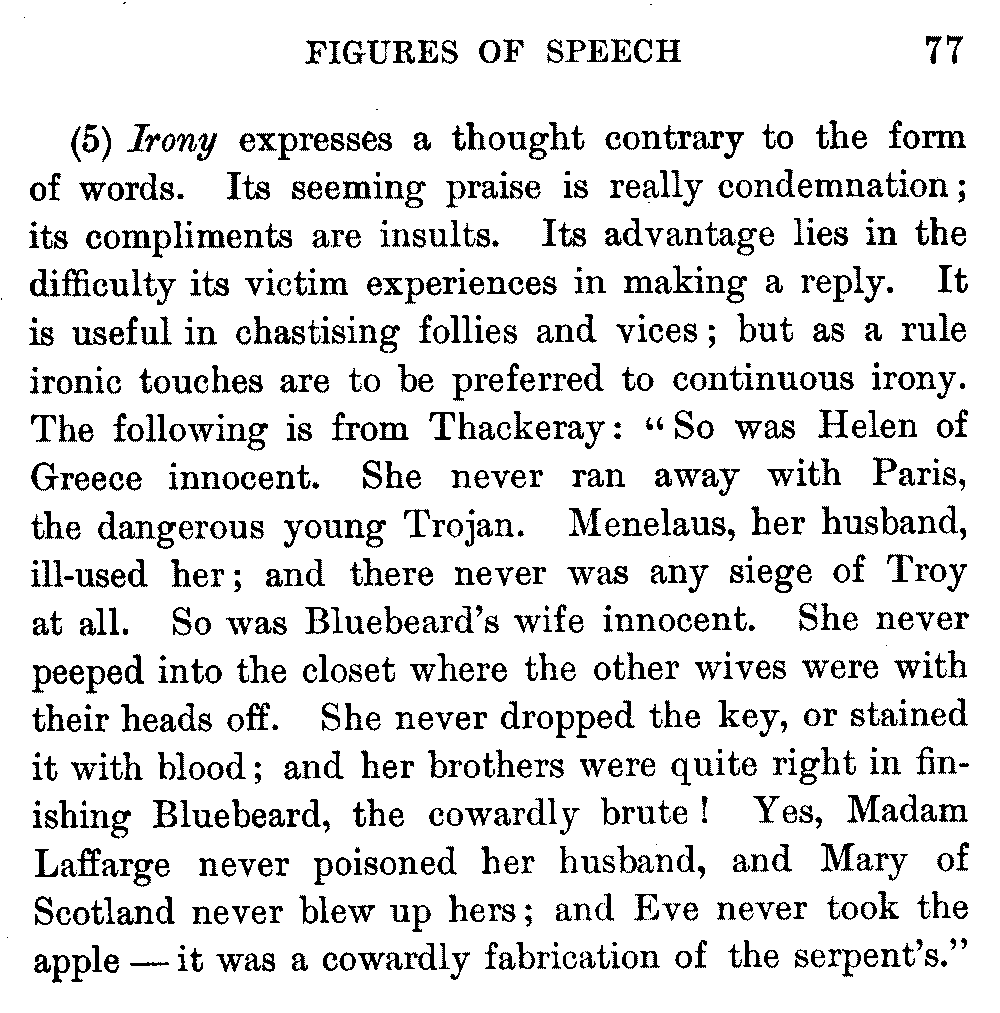 FIGURES OF SPEECH 77
(5) Irony expresses a thought contrary to the form
of words. Its seeming praise is really condemnation;
its compliments are insults. Its advantage lies in the
difficulty its victim experiences in making a reply. It
is useful in chastising follies and vices; but as a rule
ironic touches are to be preferred to continuous irony.
The following is from Thackeray: “So was Helen of
Greece innocent. She never ran away with Paris,
the dangerous young Trojan. Menelaus, her husband,
ill-used her; and there never was any siege of Troy
at all. So was Bluebeard’s wife innocent. She never
peeped into the closet where the other wives were with
their heads off. She never dropped the key, or stained
it with blood; and her brothers were quite right in fin-
ishing Bluebeard, the cowardly brute! Yes, Madam
Laffarge never poisoned her husband, and Mary of
Scotland never blew up hers; and Eve never took the
apple — it was a cowardly fabrication of the serpent’s.”